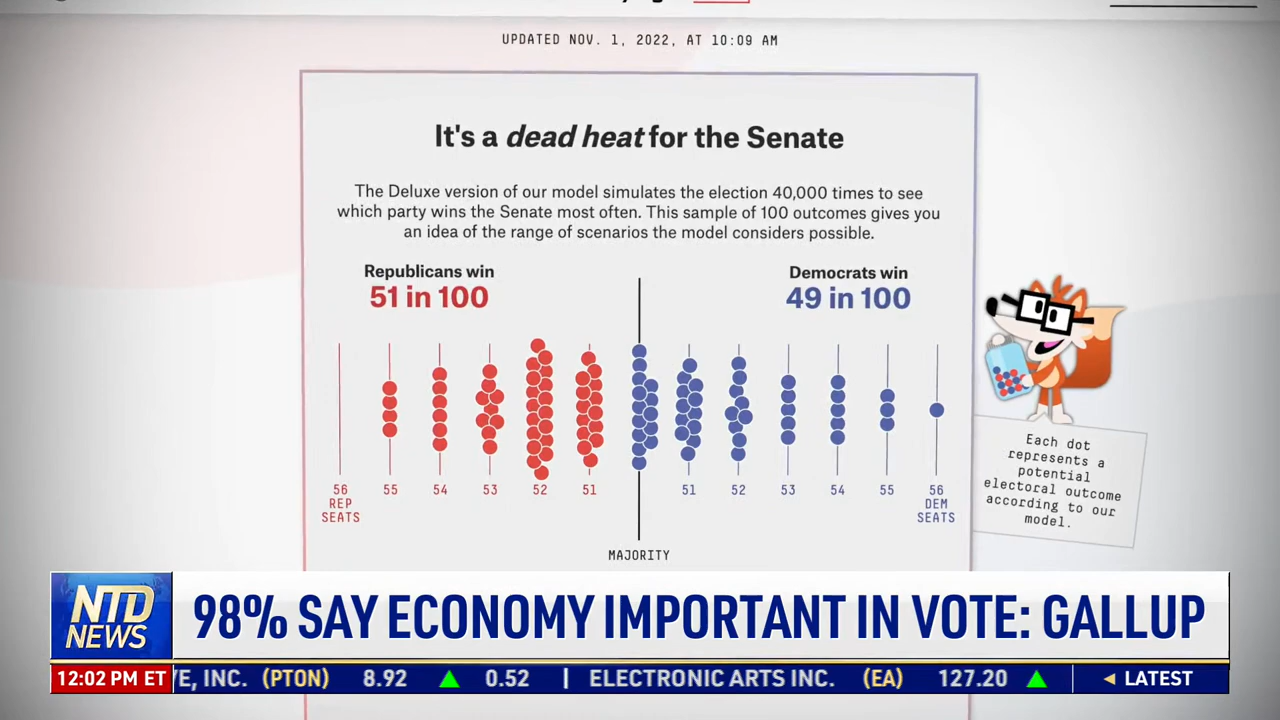 UPDATED NOV. 1, 2022, AT 10:09 AM
It's a dead heat for the Senate
The Deluxe version of our model simulates the election 40,000 times to see
which party wins the Senate most often. This sample of 100 outcomes gives you
an idea of the range of scenarios the model considers possible.
Republicans win
51 in 100
Democrats win
49 in 100
56 55 54 53 52 51 51 52 53 54 55 56
REP
SEATS
DEM
SEATS
MAJORITY
Each dot
represents a
potential
electoral outcome
according to our
model.
NTD
NEWS
98% SAY ECONOMY IMPORTANT IN VOTE: GALLUP
12:02 PM ET
E, INC. (PTON) 8.92 ▲ 0.52 | ELECTRONIC ARTS INC. (EA) 127.20 ▲
◄ LATEST